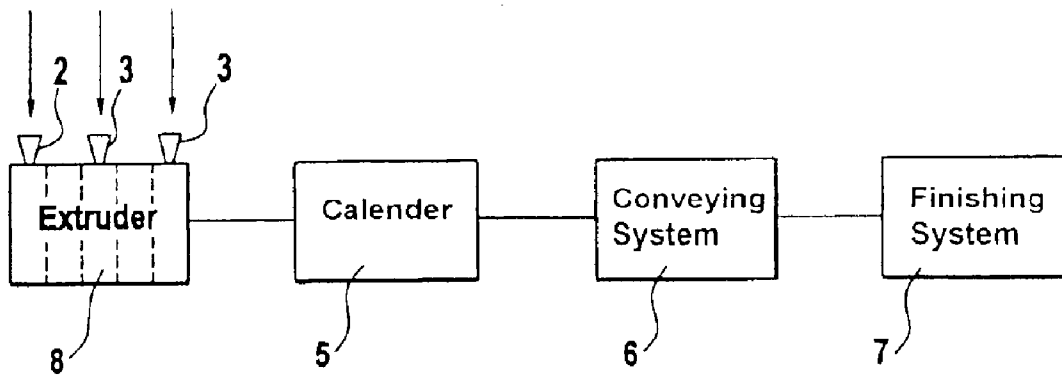 2 3 3
Extruder
Calender
Conveying
System
Finishing
System
8 5 6 7